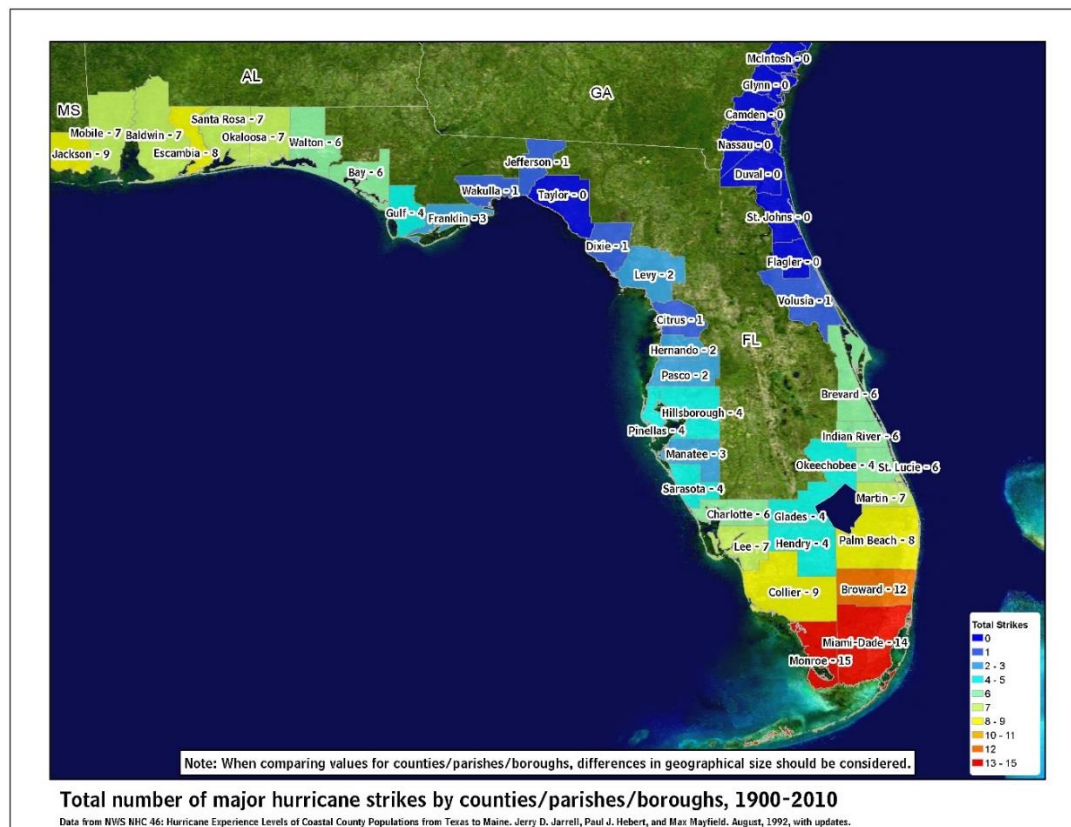 McIntosh - 0
AL
Glynn - 0
GA
MS
Camden - 0
Santa Rosa - 7
Mobile - 7
Baldwin - 7
Okaloosa - 7
Walton - 6
Nassau - 0
Jackson - 9
Escambia - 8
Jefferson - 1
Bay - 6
Duval - 0
Wakulla - 1
Taylor - 0
Gulf - 4
Franklin - 3
St. Johns - 0
Dixie - 1
Flagler - 0
Levy - 2
Volusia - 1
Citrus - 1
FL
Hernando - 2
Pasco - 2
Brevard - 6
Hillsborough - 4
Pinellas - 4
Indian River - 6
Manatee - 3
Okeechobee - 4
St. Lucie - 6
Sarasota - 4
Martin - 7
Charlotte - 6
Glades - 4
Palm Beach - 8
Lee - 7
Hendry - 4
Collier - 9
Broward - 12
Miami-Dade - 14
Monroe - 15
Total Strikes
0
1
2 - 3
4 - 5
6
7
8 - 9
10 - 11
12
13 - 15
Note: When comparing values for counties/parishes/boroughs, differences in geographical size should be considered.
Total number of major hurricane strikes by counties/parishes/boroughs, 1900-2010
Data from NWS NHC 46: Hurricane Experience Levels of Coastal County Populations from Texas to Maine. Jerry D. Jarrell, Paul J. Hebert, and Max Mayfield. August, 1992, with updates.